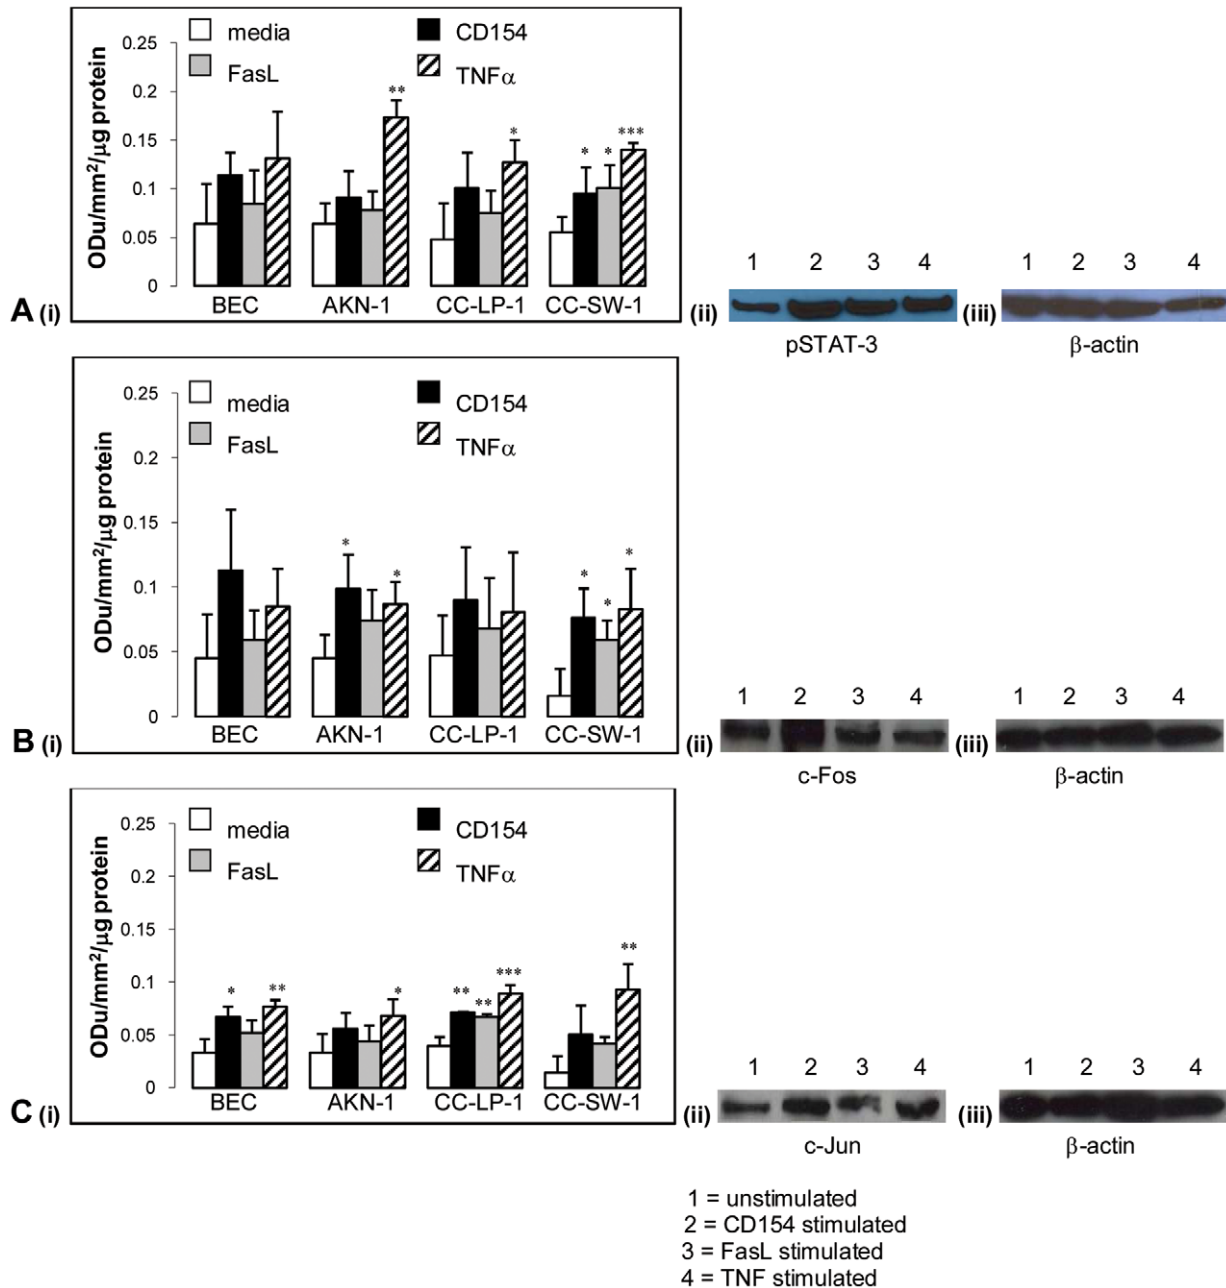 media
CD154
FasL
TNFα
ODu/mm²/µg protein
0.25
0.2
0.15
0.1
0.05
0
** * * * ***
BEC AKN-1 CC-LP-1 CC-SW-1
A (i)
1 2 3 4
(ii)
pSTAT-3
1 2 3 4
(iii)
β-actin
media
CD154
FasL
TNFα
ODu/mm²/µg protein
0.25
0.2
0.15
0.1
0.05
0
* * * * *
BEC AKN-1 CC-LP-1 CC-SW-1
B (i)
1 2 3 4
(ii)
c-Fos
1 2 3 4
(iii)
β-actin
media
CD154
FasL
TNFα
ODu/mm²/µg protein
0.25
0.2
0.15
0.1
0.05
0
* ** * ** ** *** **
BEC AKN-1 CC-LP-1 CC-SW-1
C (i)
1 2 3 4
(ii)
c-Jun
1 2 3 4
(iii)
β-actin
1 = unstimulated
2 = CD154 stimulated
3 = FasL stimulated
4 = TNF stimulated